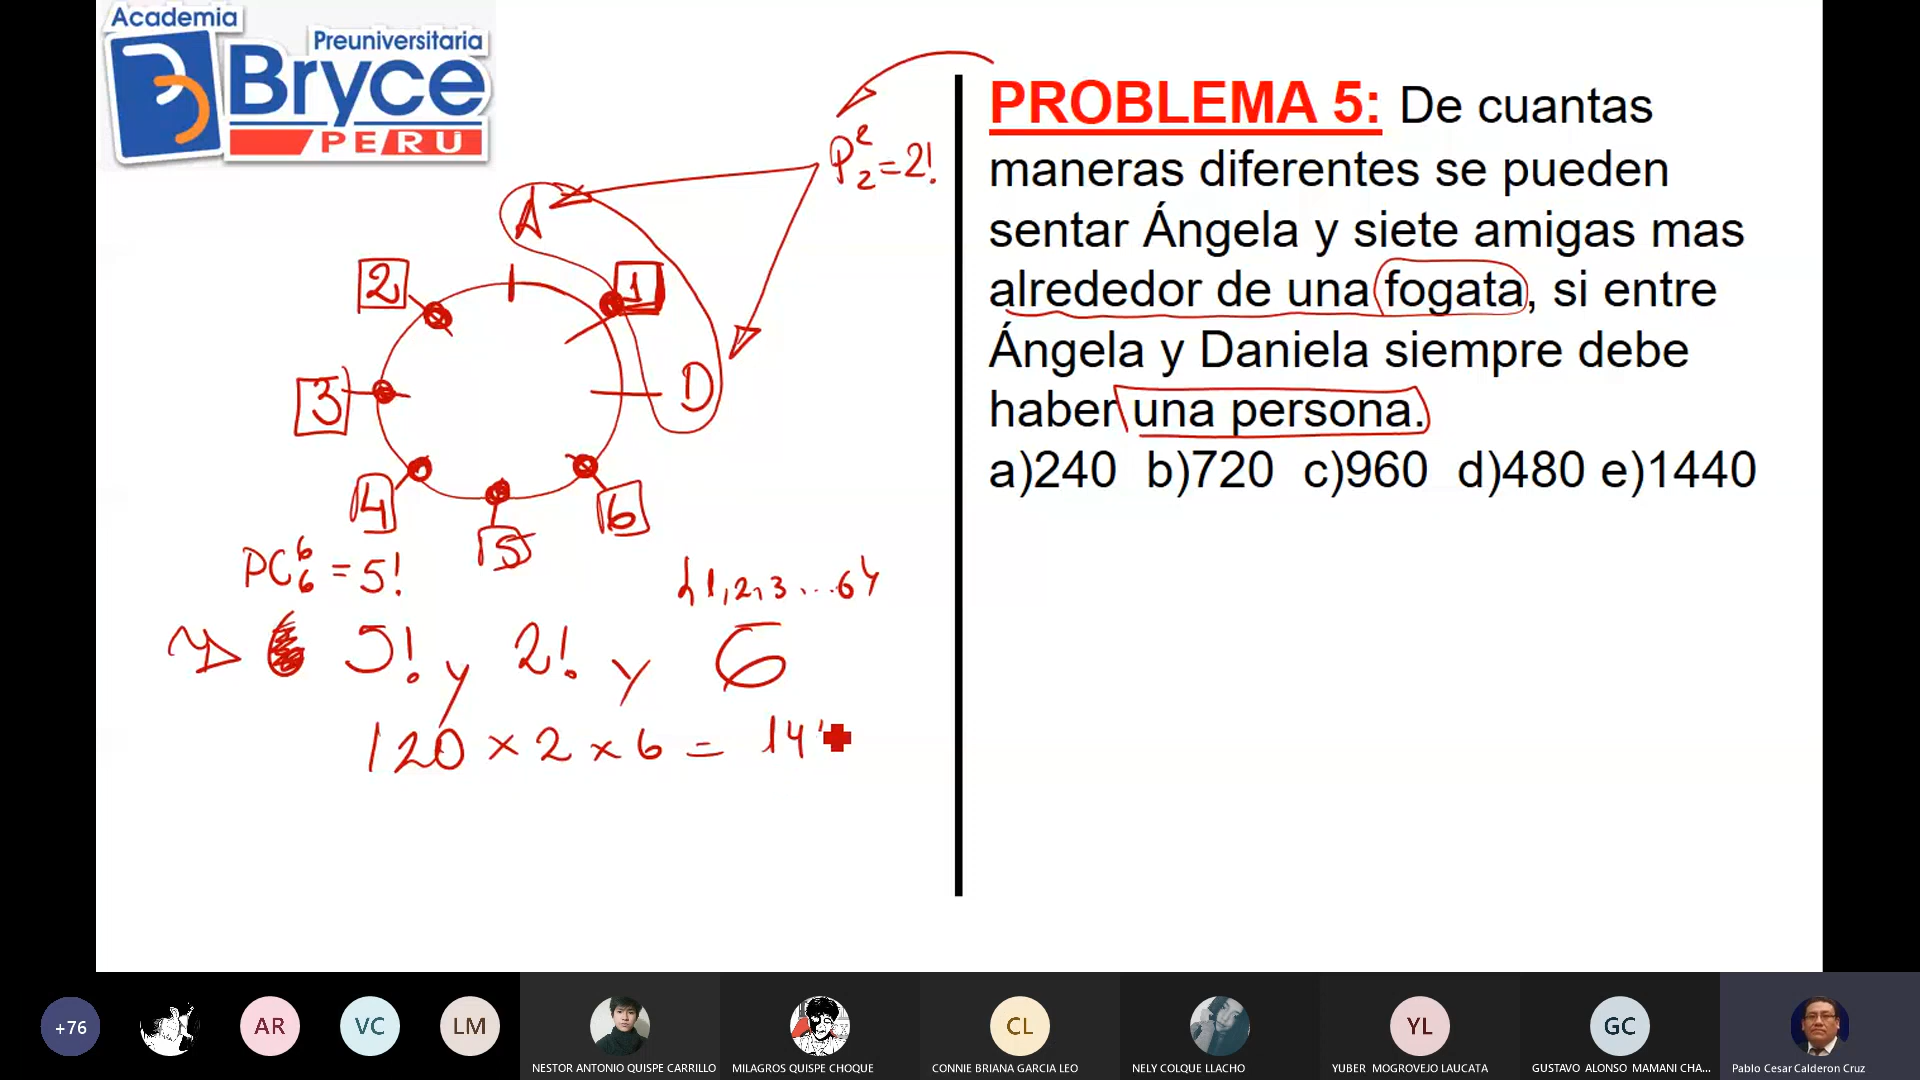 Academia
Preuniversitaria
Bryce
PERÚ
PROBLEMA 5: De cuantas
maneras diferentes se pueden
sentar Ángela y siete amigas mas
alrededor de una fogata, si entre
Ángela y Daniela siempre debe
haber una persona.
a)240 b)720 c)960 d)480 e)1440
P₂² = 2!
A
1
2
3
D
4
5
6
PC₆⁶ = 5!
{1,2,3...6}
5! y 2! y 6
120 × 2 × 6 = 14
+76
AR
VC
LM
NESTOR ANTONIO QUISPE CARRILLO
MILAGROS QUISPE CHOQUE
CL
CONNIE BRIANA GARCIA LEO
NELY COLQUE LLACHO
YL
YUBER MOGROVEJO LAUCATA
GC
GUSTAVO ALONSO MAMANI CHA...
Pablo Cesar Calderon Cruz